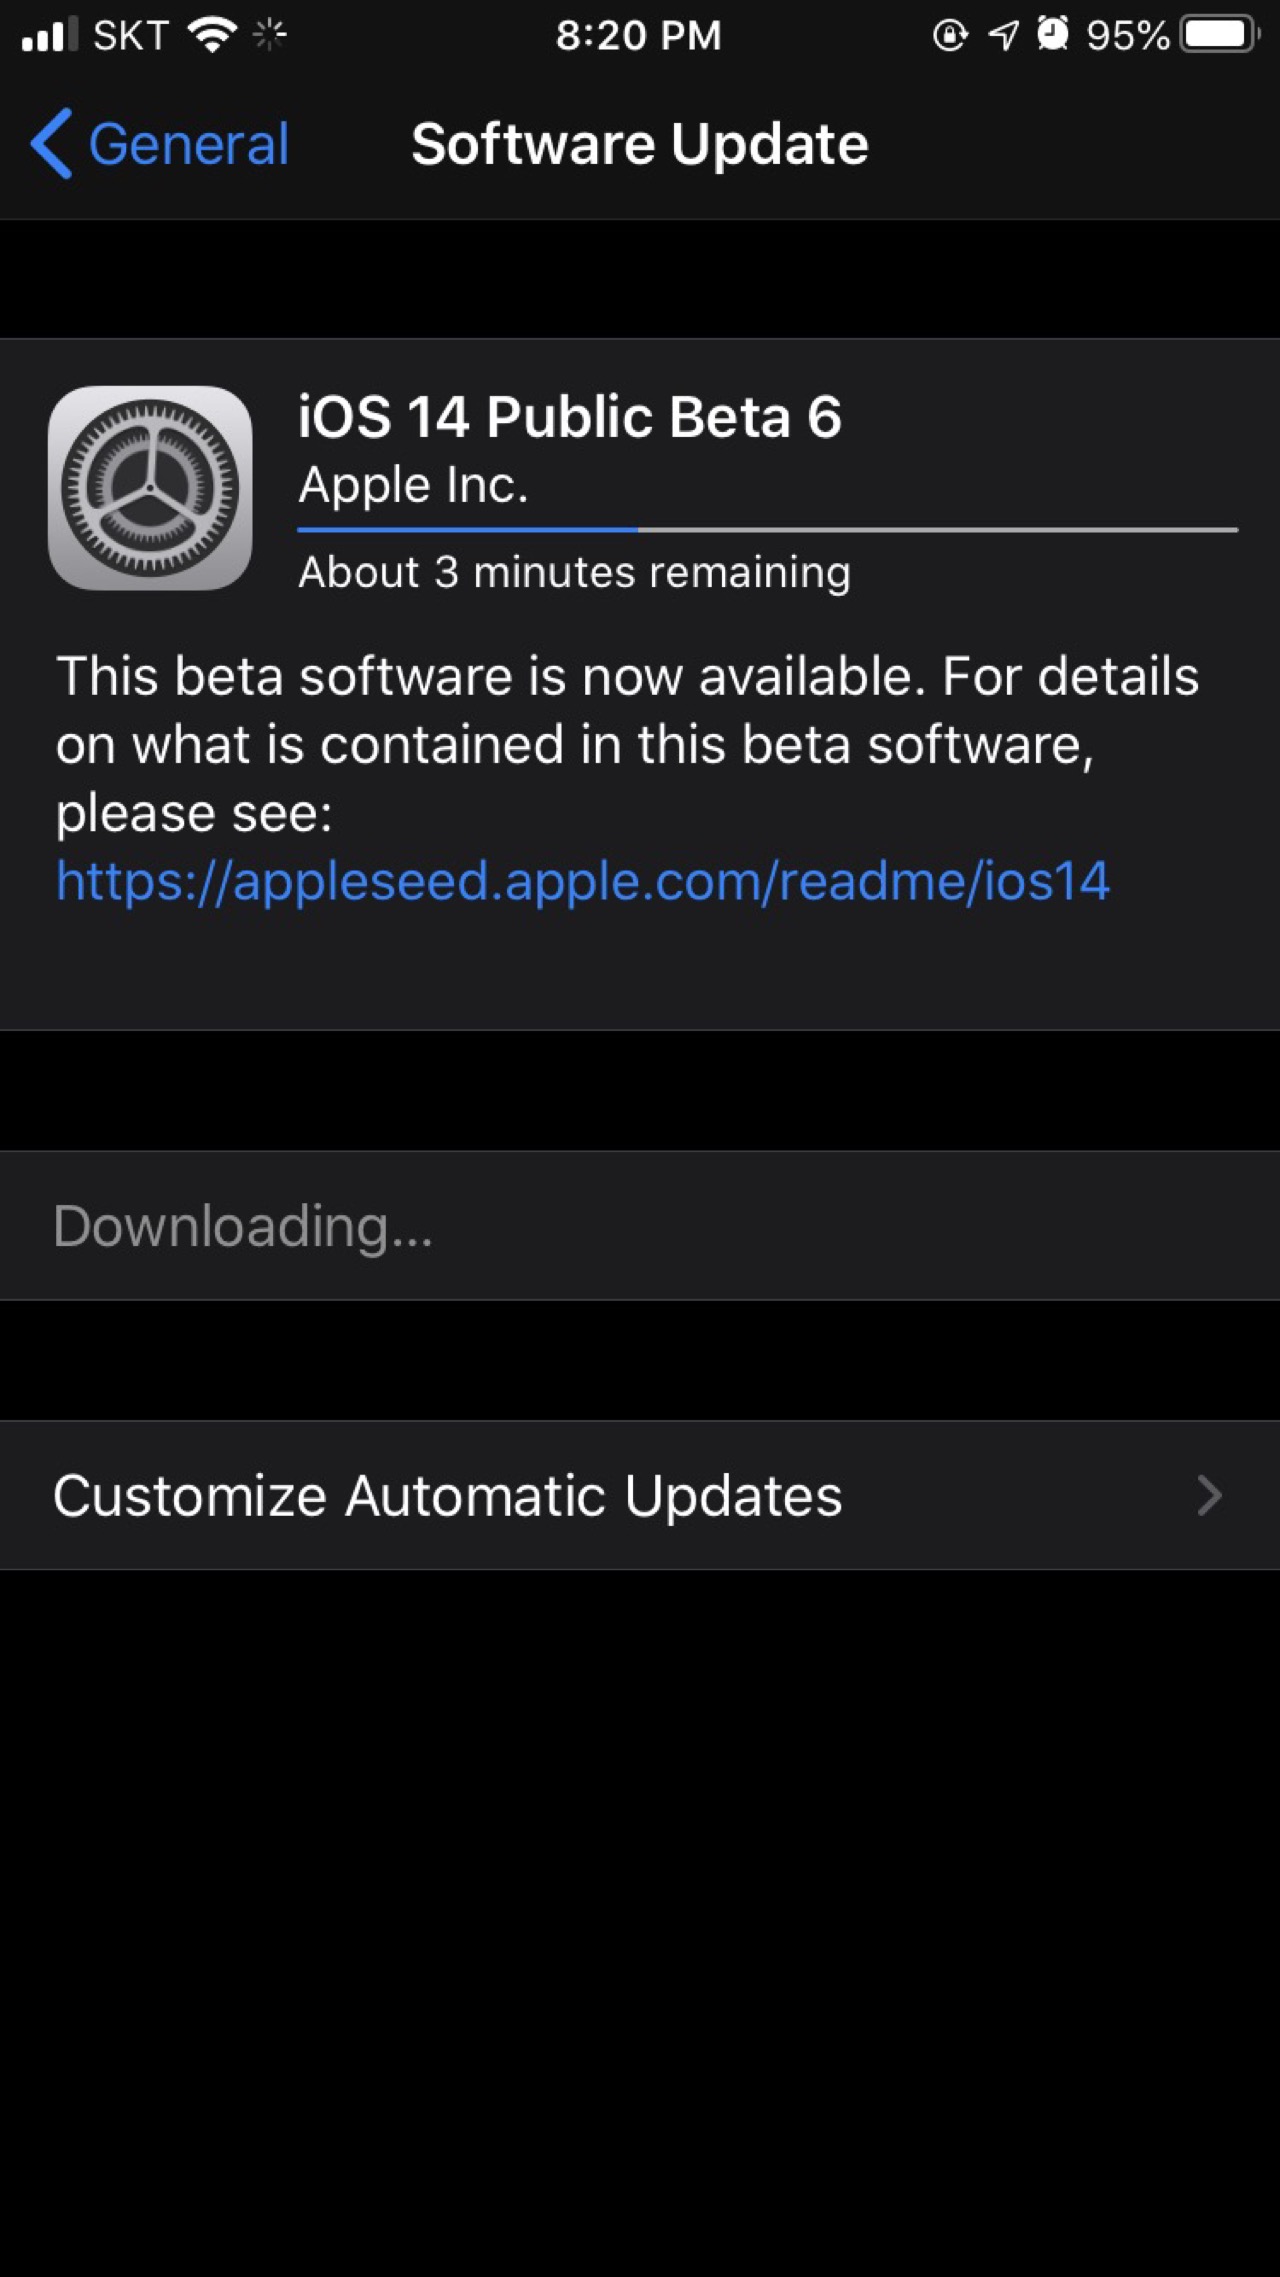 SKT 8:20 PM 95%
General Software Update
iOS 14 Public Beta 6
Apple Inc.
About 3 minutes remaining
This beta software is now available. For details
on what is contained in this beta software,
please see:
https://appleseed.apple.com/readme/ios14
Downloading...
Customize Automatic Updates